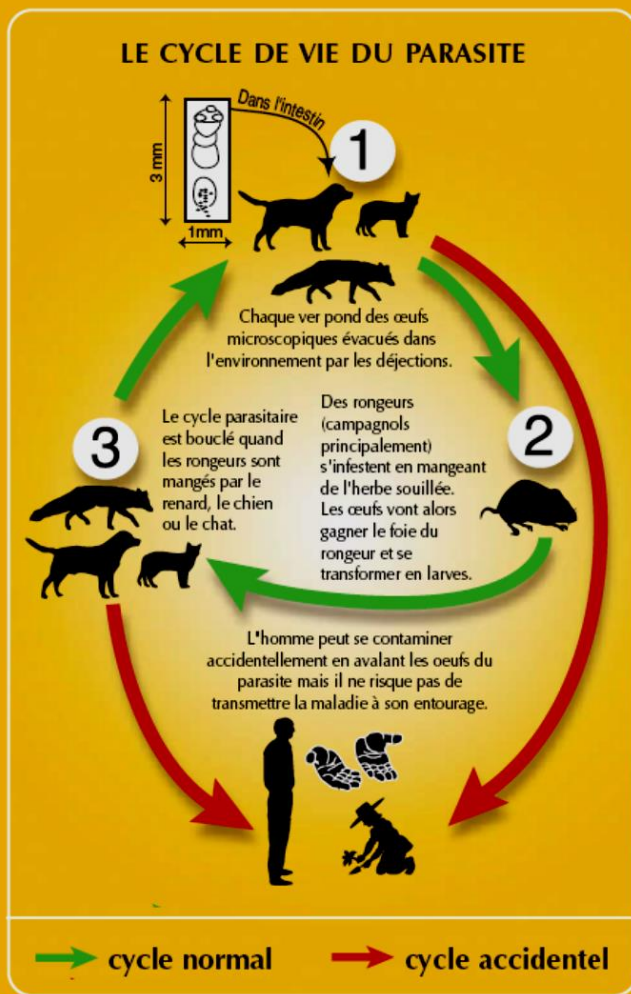 LE CYCLE DE VIE DU PARASITE
Dans l'intestin
1
3 mm
1mm
Chaque ver pond des œufs
microscopiques évacués dans
l'environnement par les déjections.
2
Des rongeurs
(campagnols
principalement)
s'infestent en mangeant
de l'herbe souillée.
Les œufs vont alors
gagner le foie du
rongeur et se
transformer en larves.
3
Le cycle parasitaire
est bouclé quand
les rongeurs sont
mangés par le
renard, le chien
ou le chat.
L'homme peut se contaminer
accidentellement en avalant les oeufs du
parasite mais il ne risque pas de
transmettre la maladie à son entourage.
cycle normal
cycle accidentel